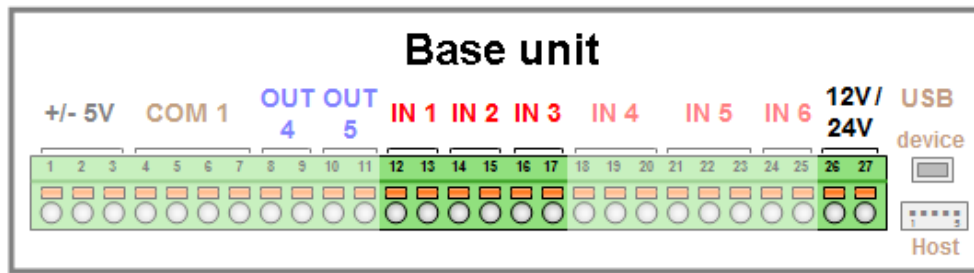 Base unit
+/- 5V COM 1 OUT 4 OUT 5 IN 1 IN 2 IN 3 IN 4 IN 5 IN 6 12V / 24V USB
device
1 2 3 4 5 6 7 8 9 10 11 12 13 14 15 16 17 18 19 20 21 22 23 24 25 26 27
1 5
Host